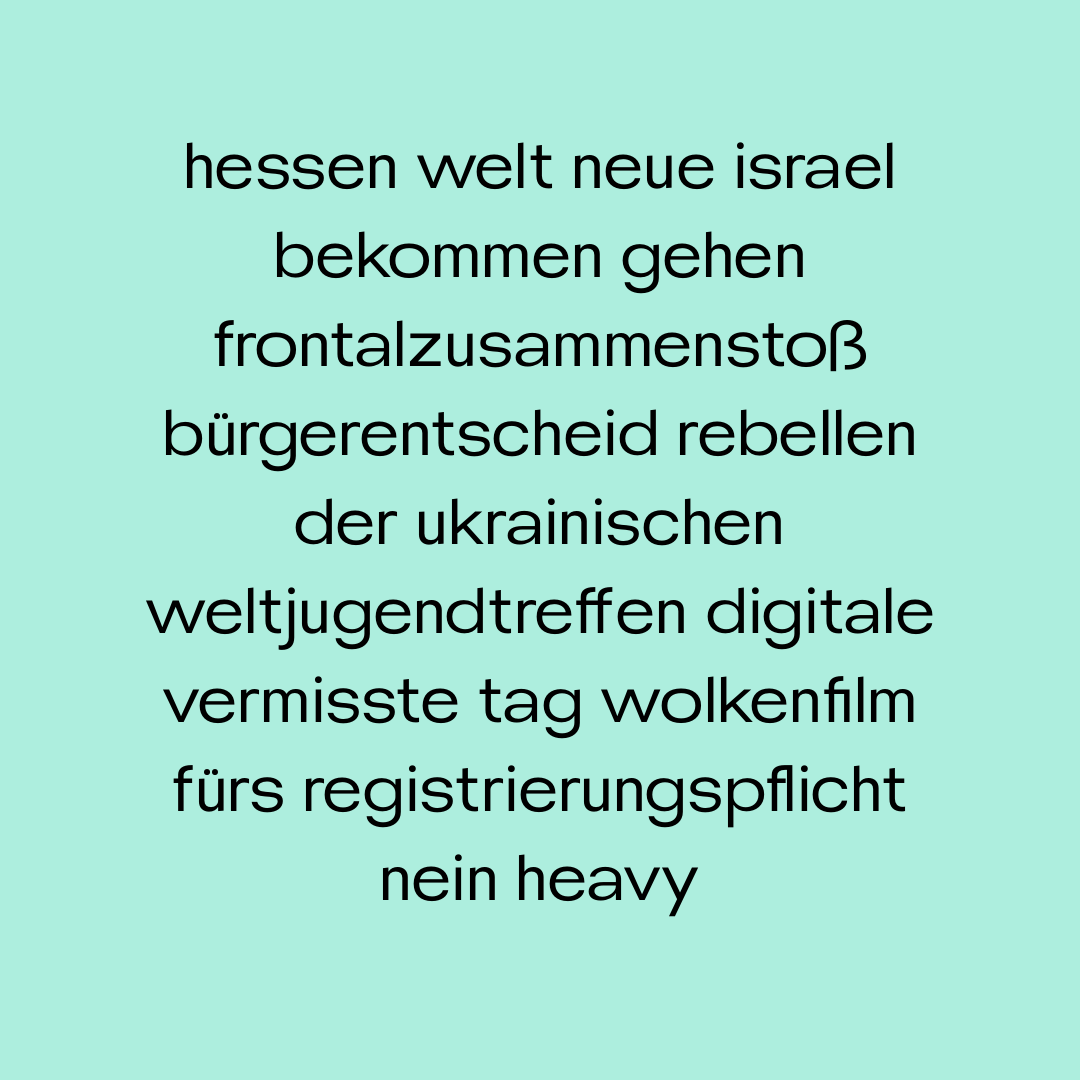 hessen welt neue israel
bekommen gehen
frontalzusammenstoß
bürgerentscheid rebellen
der ukrainischen
weltjugendtreffen digitale
vermisste tag wolkenfilm
fürs registrierungspflicht
nein heavy